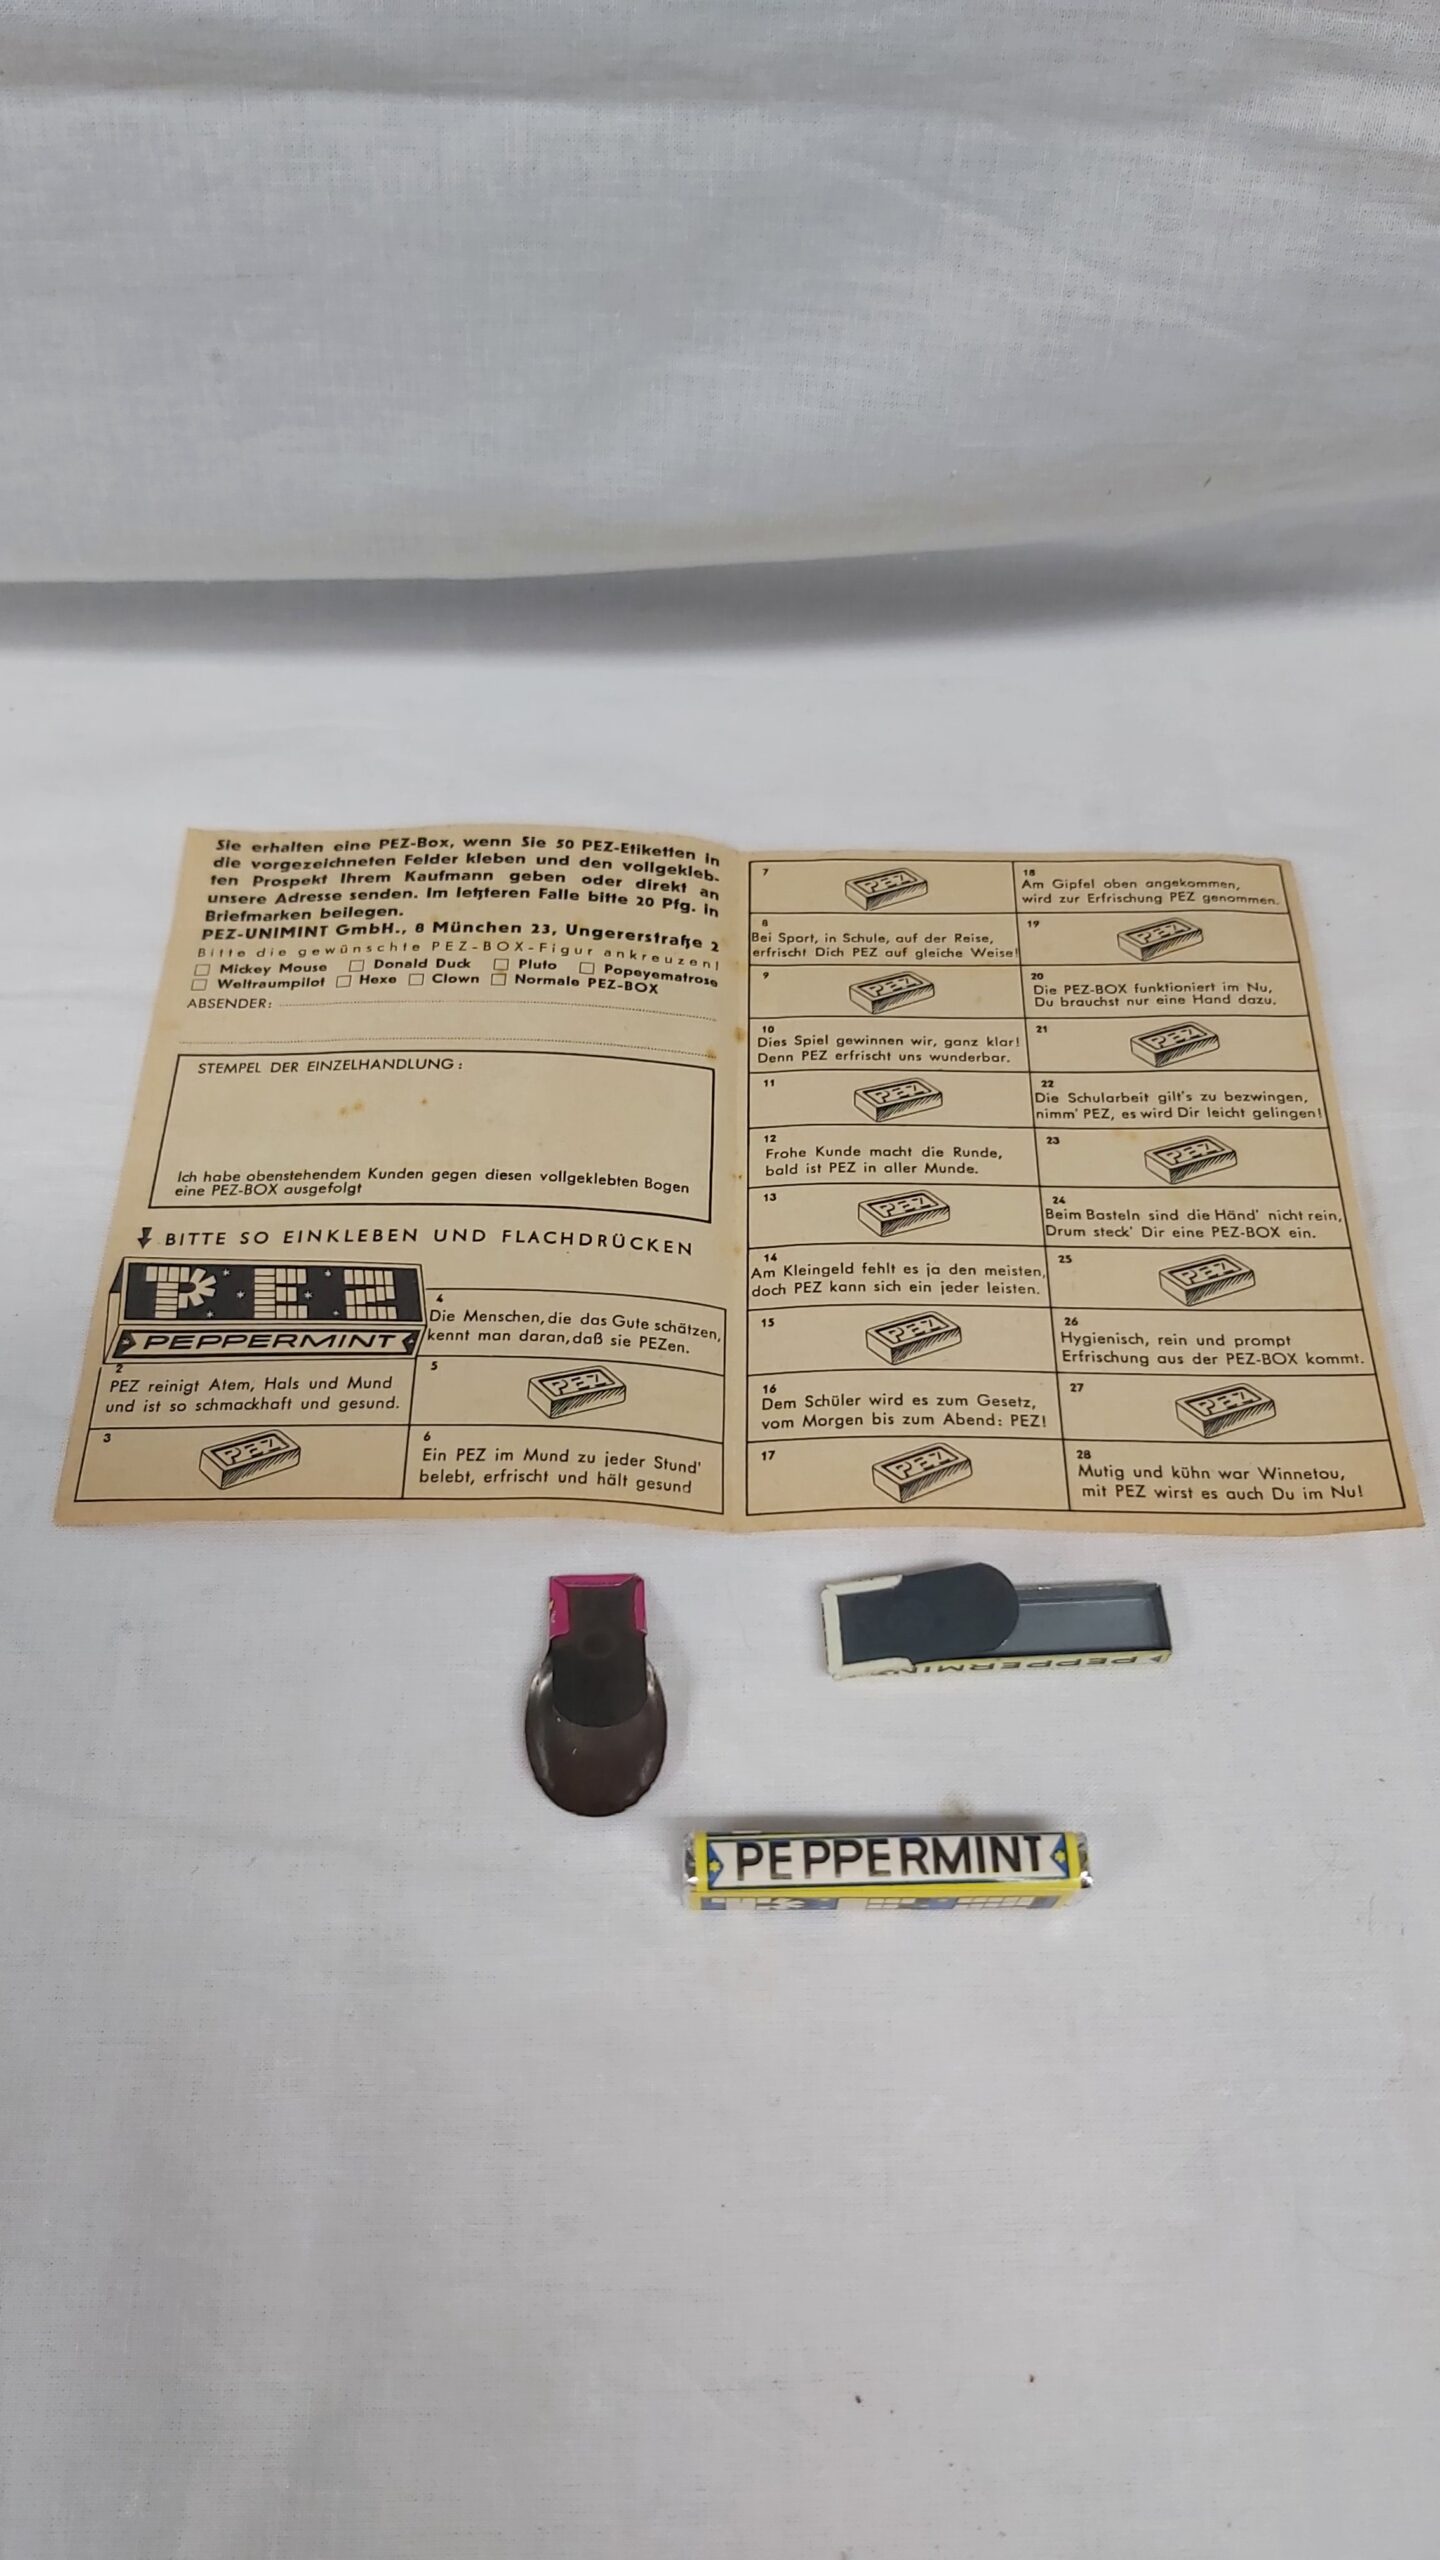 Sie erhalten eine PEZ-Box, wenn Sie 50 PEZ-Etiketten in
die vorgezeichneten Felder kleben und den vollgekleb-
ten Prospekt Ihrem Kaufmann geben oder direkt an
unsere Adresse senden. Im letzteren Falle bitte 20 Pfg. in
Briefmarken beilegen.
PEZ-UNIMINT GmbH., 8 München 23, Ungererstraße 2
Bitte die gewünschte PEZ-BOX-Figur ankreuzen!
Mickey Mouse Donald Duck Pluto Popeyematrose
Weltraumpilot Hexe Clown Normale PEZ-BOX
ABSENDER:
STEMPEL DER EINZELHANDLUNG:
Ich habe obenstehendem Kunden gegen diesen vollgeklebten Bogen
eine PEZ-BOX ausgefolgt
BITTE SO EINKLEBEN UND FLACHDRÜCKEN
PEZ
PEPPERMINT
2
PEZ reinigt Atem, Hals und Mund
und ist so schmackhaft und gesund.
3
PEZ
4
Die Menschen, die das Gute schätzen,
kennt man daran, daß sie PEZen.
5
PEZ
6
Ein PEZ im Mund zu jeder Stund'
belebt, erfrischt und hält gesund
7
PEZ
8
Bei Sport, in Schule, auf der Reise,
erfrischt Dich PEZ auf gleiche Weise!
9
PEZ
10
Dies Spiel gewinnen wir, ganz klar!
Denn PEZ erfrischt uns wunderbar.
11
PEZ
12
Frohe Kunde macht die Runde,
bald ist PEZ in aller Munde.
13
PEZ
14
Am Kleingeld fehlt es ja den meisten,
doch PEZ kann sich ein jeder leisten.
15
PEZ
16
Dem Schüler wird es zum Gesetz,
vom Morgen bis zum Abend: PEZ!
17
PEZ
18
Am Gipfel oben angekommen,
wird zur Erfrischung PEZ genommen.
19
PEZ
20
Die PEZ-BOX funktioniert im Nu,
Du brauchst nur eine Hand dazu.
21
PEZ
22
Die Schularbeit gilt's zu bezwingen,
nimm' PEZ, es wird Dir leicht gelingen!
23
PEZ
24
Beim Basteln sind die Händ' nicht rein,
Drum steck' Dir eine PEZ-BOX ein.
25
PEZ
26
Hygienisch, rein und prompt
Erfrischung aus der PEZ-BOX kommt.
27
PEZ
28
Mutig und kühn war Winnetou,
mit PEZ wirst es auch Du im Nu!
PEPPERMIN
PEPPERMINT
PEZ